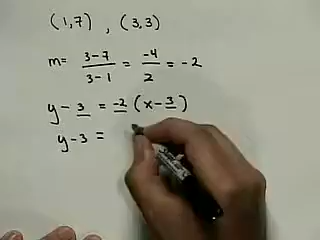 (1,7) , (3,3)
m= 3-7/3-1 = -4/2 = -2
y - 3 = -2 (x - 3)
y - 3 =